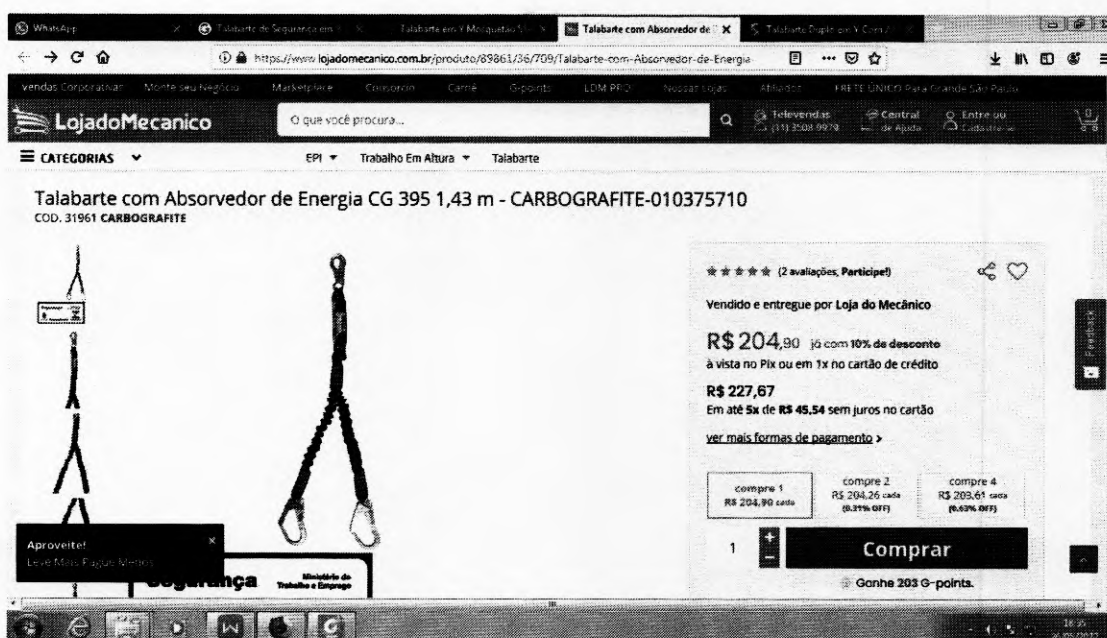 WhatsApp
Talabarte de Segurança em Y
Talabarte em Y Mosquetão
Talabarte com Absorvedor de
Talabarte Duplo em Y Com
https://www.lojadomecanico.com.br/produto/89861/36/709/Talabarte-com-Absorvedor-de-Energia
Vendas Corporativas Monte seu Negócio Marketplace Consórcio Carnê G-points LDM PRO Nossas Lojas Afiliados FRETE ÚNICO Para Grande São Paulo
LojadoMecanico
O que você procura...
Televendas
(11) 3508-9979
Central
de Ajuda
Entre ou
Cadastre-se
0
CATEGORIAS
EPI Trabalho Em Altura Talabarte
Talabarte com Absorvedor de Energia CG 395 1,43 m - CARBOGRAFITE-010375710
COD. 31961 CARBOGRAFITE
(2 avaliações, Participe!)
Vendido e entregue por Loja do Mecânico
R$ 204,90 já com 10% de desconto
à vista no Pix ou em 1x no cartão de crédito
R$ 227,67
Em até 5x de R$ 45,54 sem juros no cartão
ver mais formas de pagamento >
compre 1
R$ 204,90 cada
compre 2
R$ 204,26 cada
(0.31% OFF)
compre 4
R$ 203,61 cada
(0.63% OFF)
1
+
−
Comprar
Ganhe 203 G-points.
Feedback
Aproveite!
Leve Mais Pague Menos
×
Segurança
Ministério do
Trabalho e Emprego
18:35